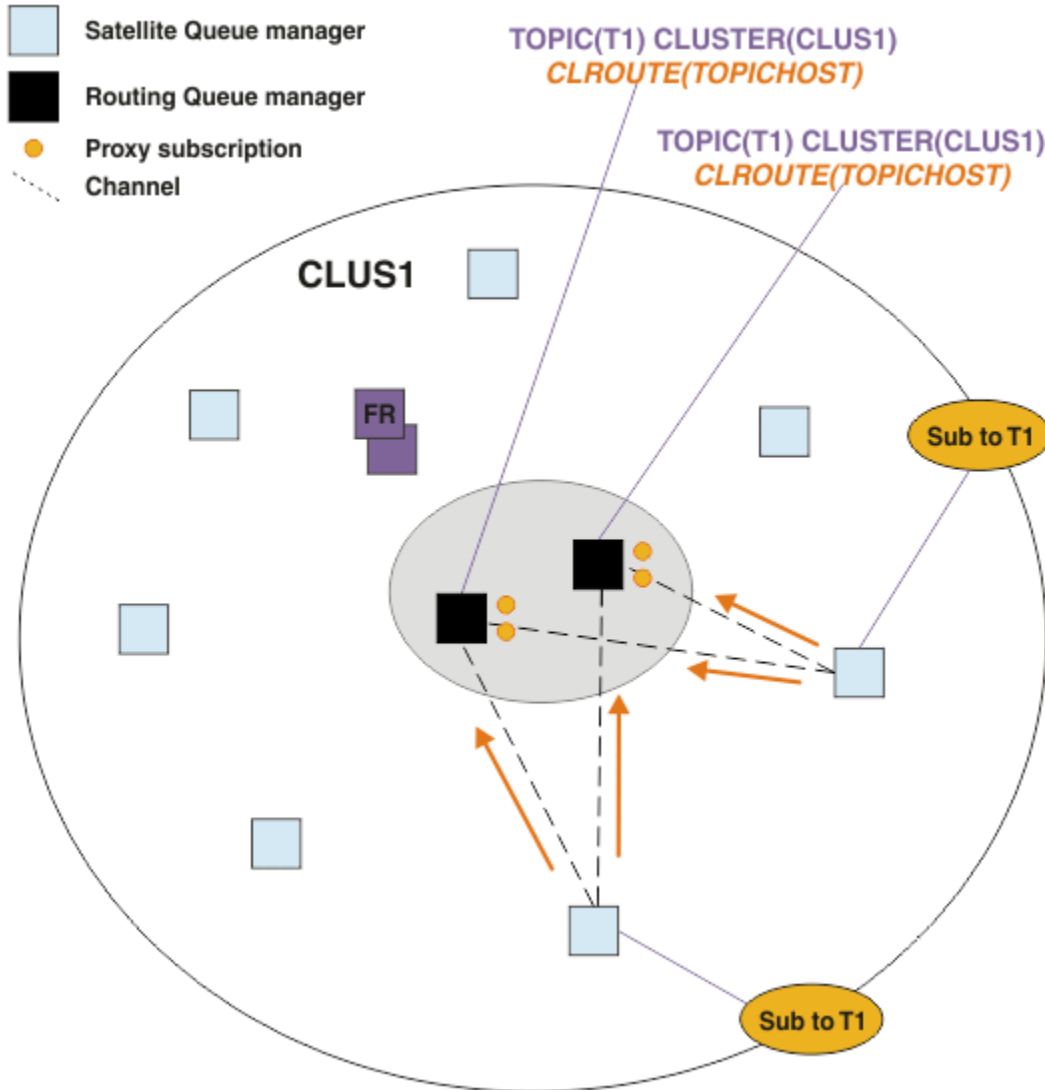 Satellite Queue manager
Routing Queue manager
Proxy subscription
Channel
TOPIC(T1) CLUSTER(CLUS1)
CLROUTE(TOPICHOST)
TOPIC(T1) CLUSTER(CLUS1)
CLROUTE(TOPICHOST)
CLUS1
FR
Sub to T1
Sub to T1